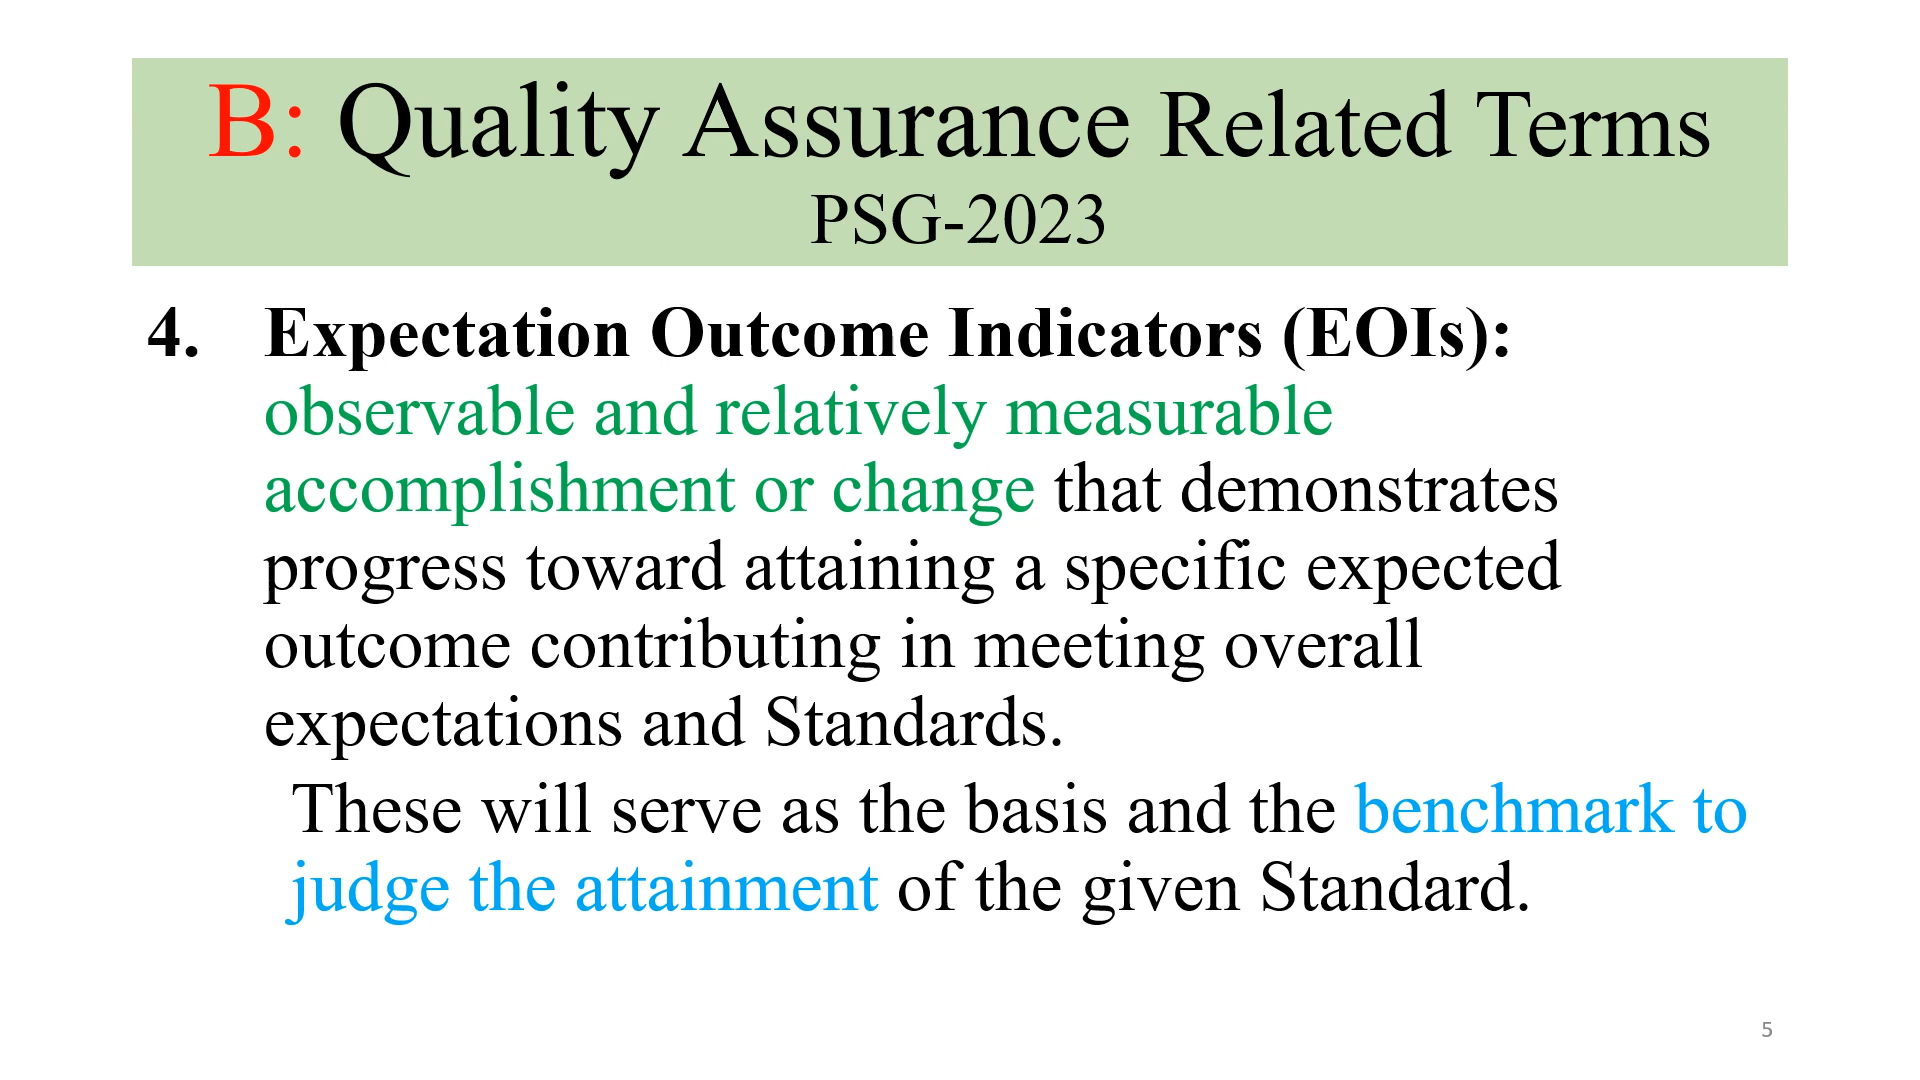 B: Quality Assurance Related Terms
PSG-2023
4. Expectation Outcome Indicators (EOIs):
observable and relatively measurable
accomplishment or change that demonstrates
progress toward attaining a specific expected
outcome contributing in meeting overall
expectations and Standards.
These will serve as the basis and the benchmark to
judge the attainment of the given Standard.
5